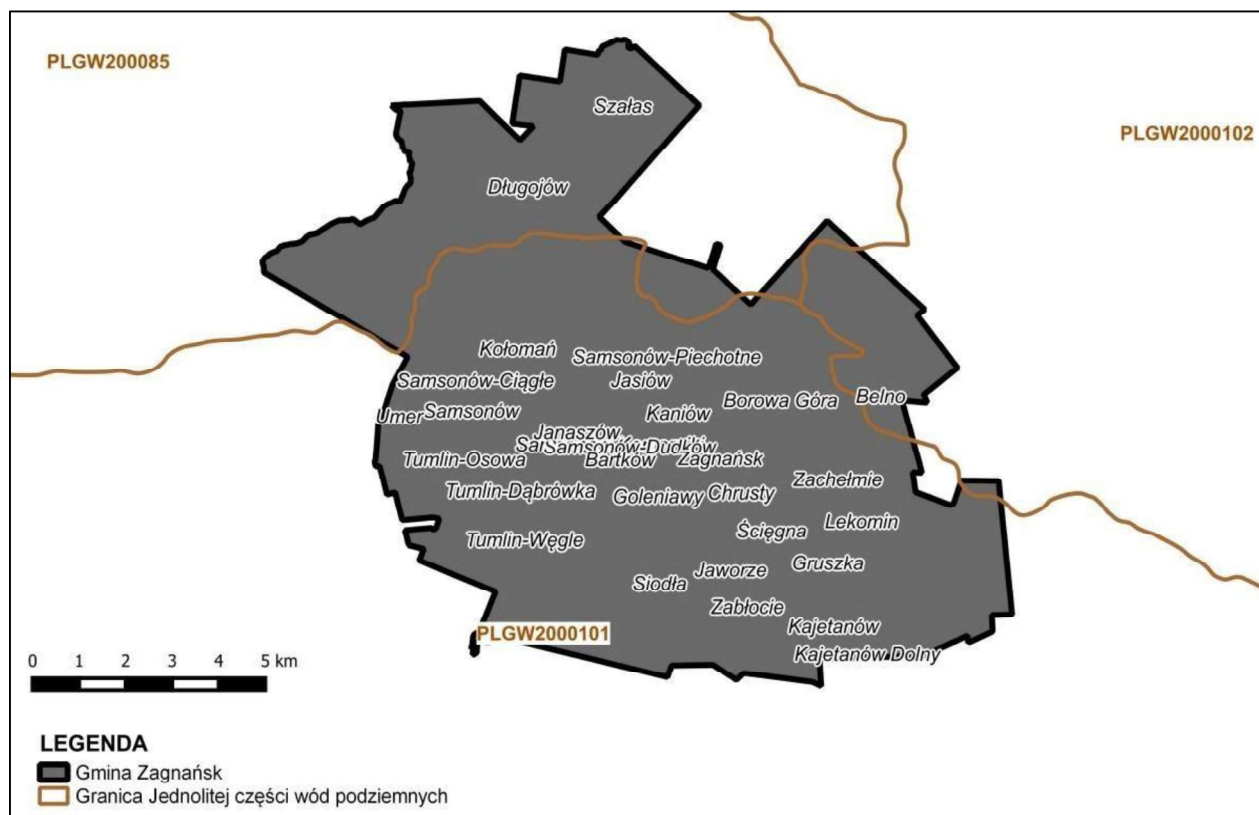 PLGW200085
Szałas
PLGW2000102
Długojów
Kołomań
Samsonów-Piechotne
Samsonów-Ciągłe
Jasiów
Borowa Góra
Belno
Umer
Samsonów
Kaniów
Janaszów
Samsonów-Dudków
Tumlin-Osowa
Bartków
Zagnańsk
Zachełmie
Tumlin-Dąbrówka
Goleniawy
Chrusty
Lekomin
Ścięgna
Tumlin-Węgle
Gruszka
Jaworze
Siodła
Zabłocie
Kajetanów
PLGW2000101
Kajetanów Dolny
0 1 2 3 4 5 km
LEGENDA
Gmina Zagnańsk
Granica Jednolitej części wód podziemnych